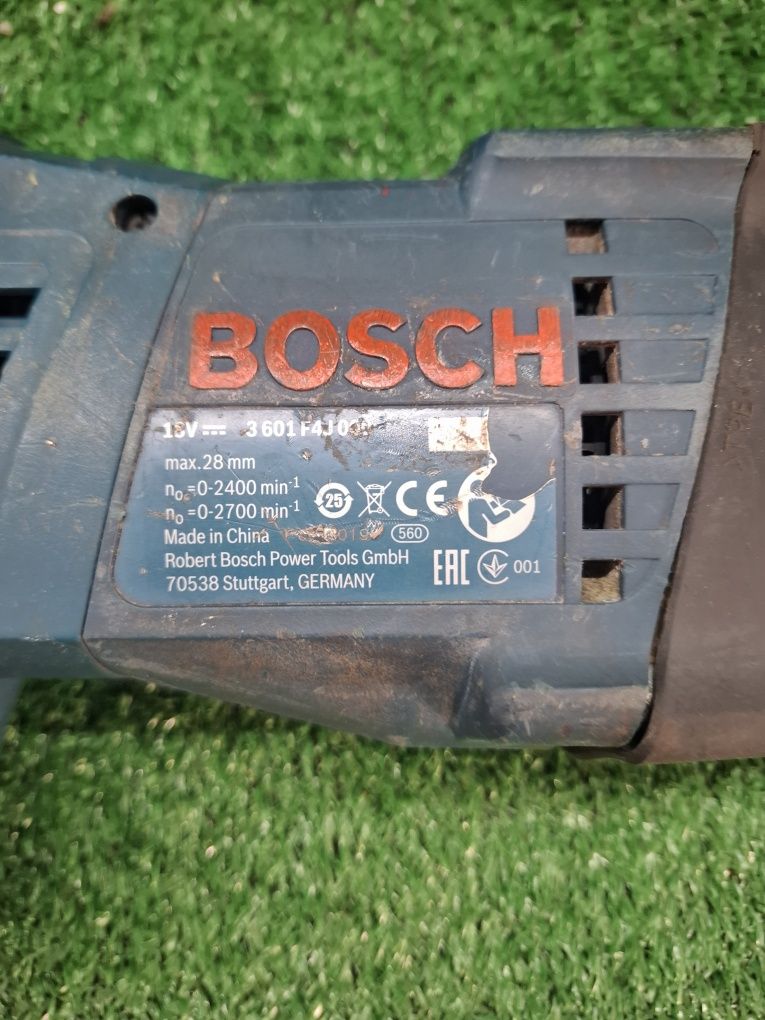 BOSCH
18V 3 601 F4J 0
max.28 mm
n₀=0-2400 min⁻¹
n₀=0-2700 min⁻¹
25
CE
Made in China
560
Robert Bosch Power Tools GmbH
70538 Stuttgart, GERMANY
EAC
001